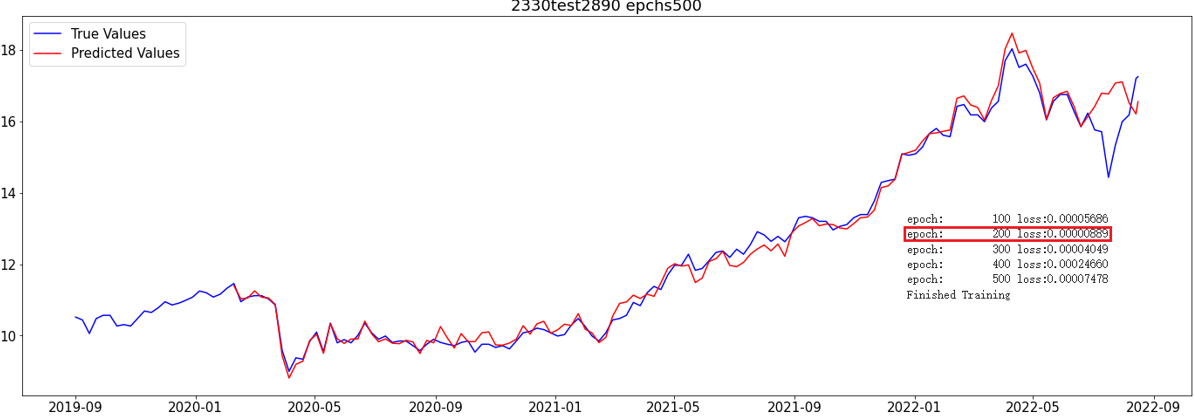 2330test2890 epchs500
True Values
Predicted Values
18
16
14
12
10
epoch: 100 loss:0.00005686
epoch: 200 loss:0.00000889
epoch: 300 loss:0.00004049
epoch: 400 loss:0.00024660
epoch: 500 loss:0.00007478
Finished Training
2019-09 2020-01 2020-05 2020-09 2021-01 2021-05 2021-09 2022-01 2022-05 2022-09